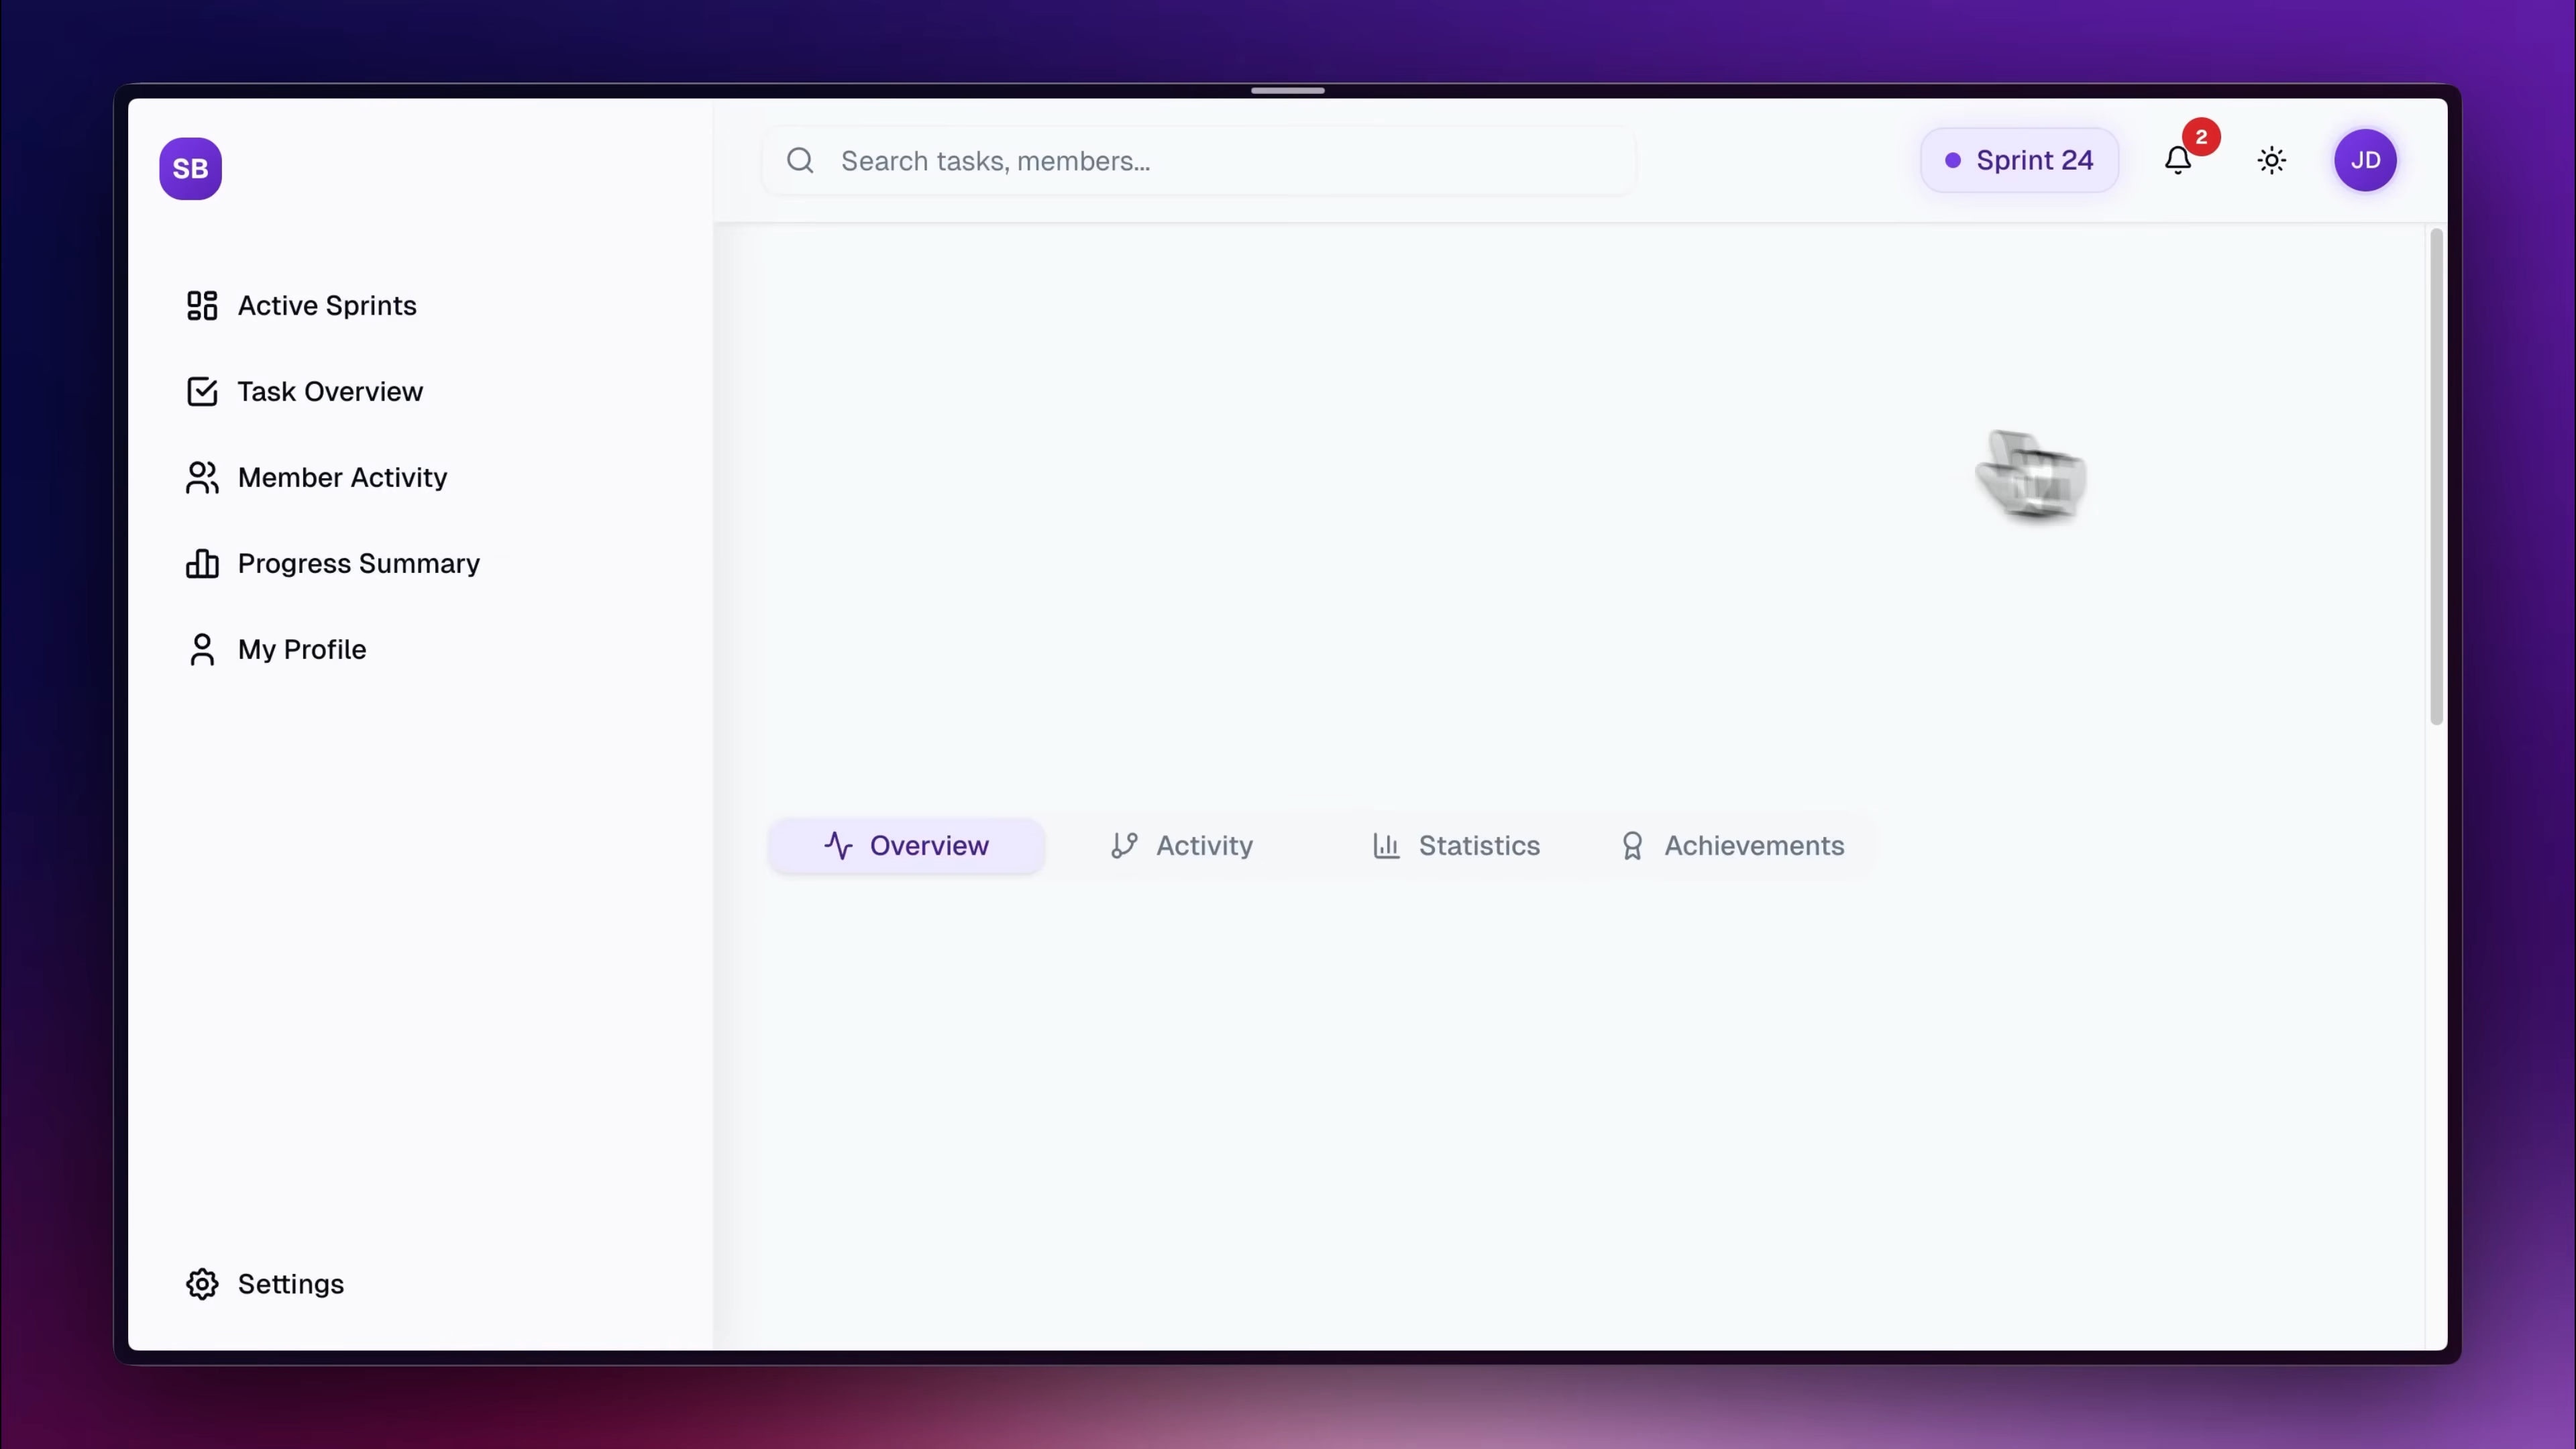 SB
Search tasks, members...
Sprint 24
2
JD
Active Sprints
Task Overview
Member Activity
Progress Summary
My Profile
Overview
Activity
Statistics
Achievements
Settings